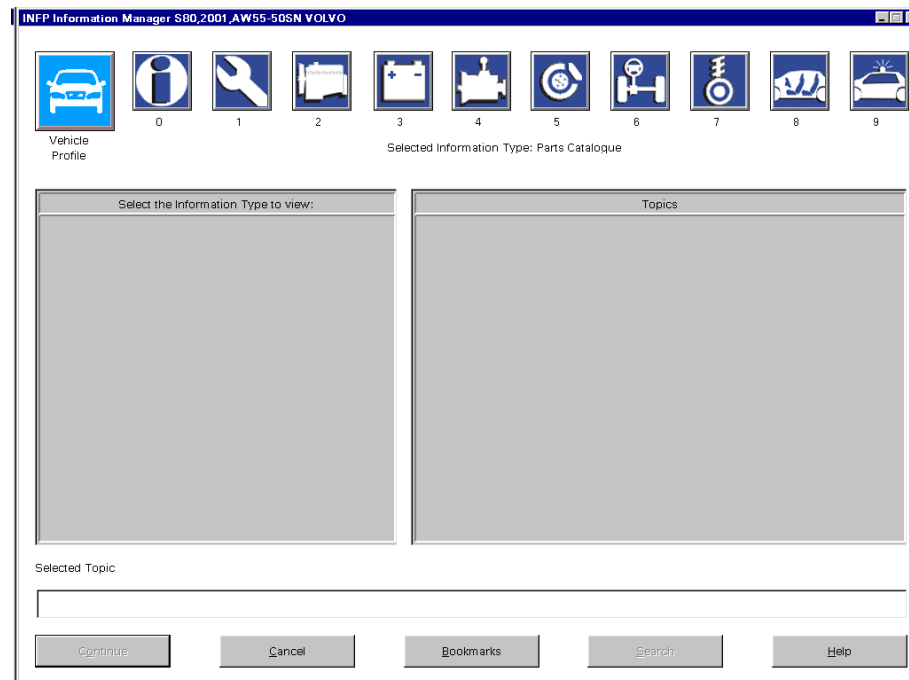 INFP Information Manager S80,2001,AW55-50SN VOLVO
0 1 2 3 4 5 6 7 8 9
Vehicle
Profile
Selected Information Type: Parts Catalogue
Select the Information Type to view:
Topics
Selected Topic
Continue Cancel Bookmarks Search Help